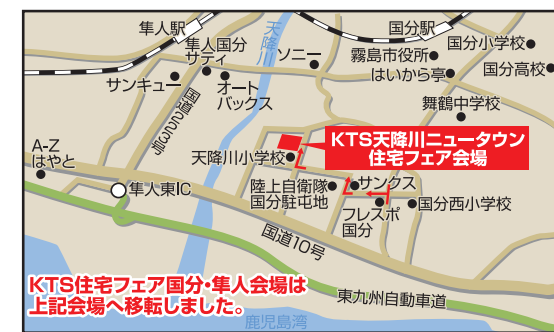 隼人駅
国分駅
天降川
隼人国分
サティ
ソニー
霧島市役所
国分小学校
はいから亭
国分高校
サンキュー
オート
バックス
国道223号
舞鶴中学校
KTS天降川ニュータウン
住宅フェア会場
A-Z
はやと
天降川小学校
隼人東IC
陸上自衛隊
国分駐屯地
サンクス
フレスポ
国分
国分西小学校
国道10号
KTS住宅フェア国分・隼人会場は
上記会場へ移転しました。
東九州自動車道
鹿児島湾